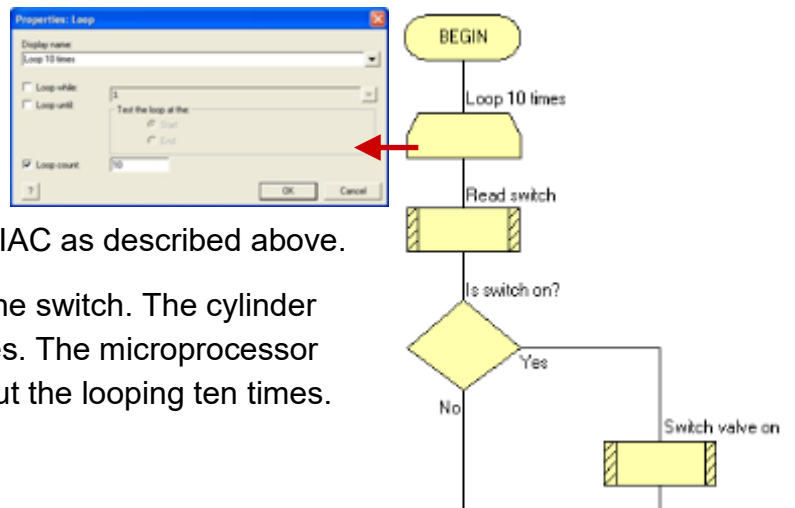 Properties: Loop
Display name:
Loop 10 times
Loop while:
1
Loop until:
Test the loop at the:
Start
End
Loop count:
10
?
OK
Cancel
IAC as described above.
ne switch. The cylinder
es. The microprocessor
ut the looping ten times.
BEGIN
Loop 10 times
Read switch
Is switch on?
Yes
No
Switch valve on